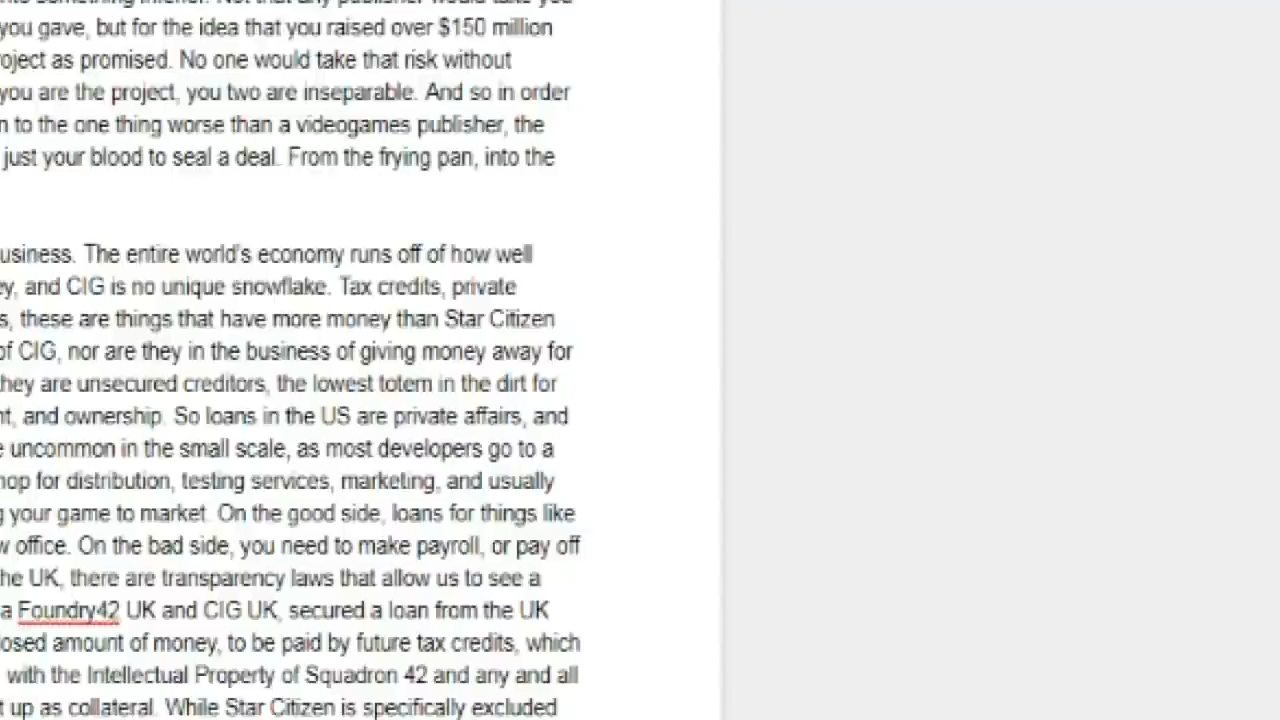 you gave, but for the idea that you raised over $150 million
oject as promised. No one would take that risk without
you are the project, you two are inseparable. And so in order
n to the one thing worse than a videogames publisher, the
just your blood to seal a deal. From the frying pan, into the
usiness. The entire world's economy runs off of how well
ey, and CIG is no unique snowflake. Tax credits, private
s, these are things that have more money than Star Citizen
of CIG, nor are they in the business of giving money away for
they are unsecured creditors, the lowest totem in the dirt for
nt, and ownership. So loans in the US are private affairs, and
e uncommon in the small scale, as most developers go to a
hop for distribution, testing services, marketing, and usually
g your game to market. On the good side, loans for things like
w office. On the bad side, you need to make payroll, or pay off
he UK, there are transparency laws that allow us to see a
a Foundry42 UK and CIG UK, secured a loan from the UK
losed amount of money, to be paid by future tax credits, which
with the Intellectual Property of Squadron 42 and any and all
t up as collateral. While Star Citizen is specifically excluded